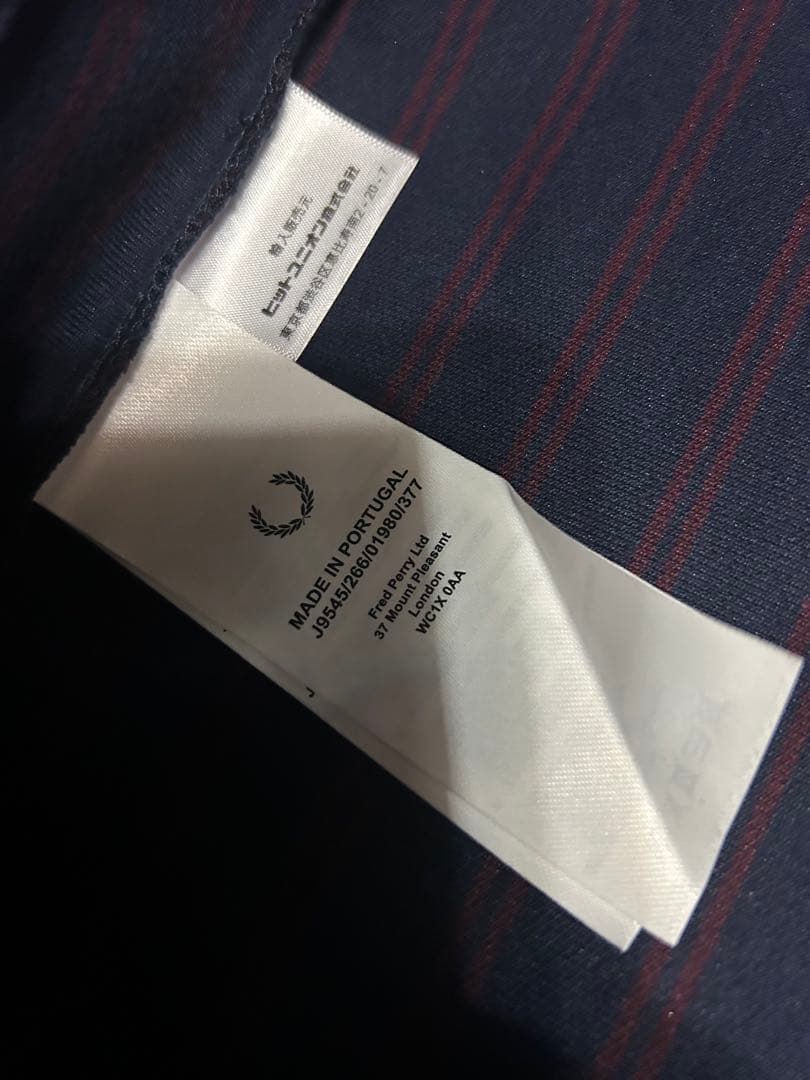 輸入販売元
ヒットユニオン株式会社
東京都渋谷区恵比寿南2-20-7
MADE IN PORTUGAL
J9545/266/01980/377
Fred Perry Ltd
37 Mount Pleasant
London
WC1X 0AA
J